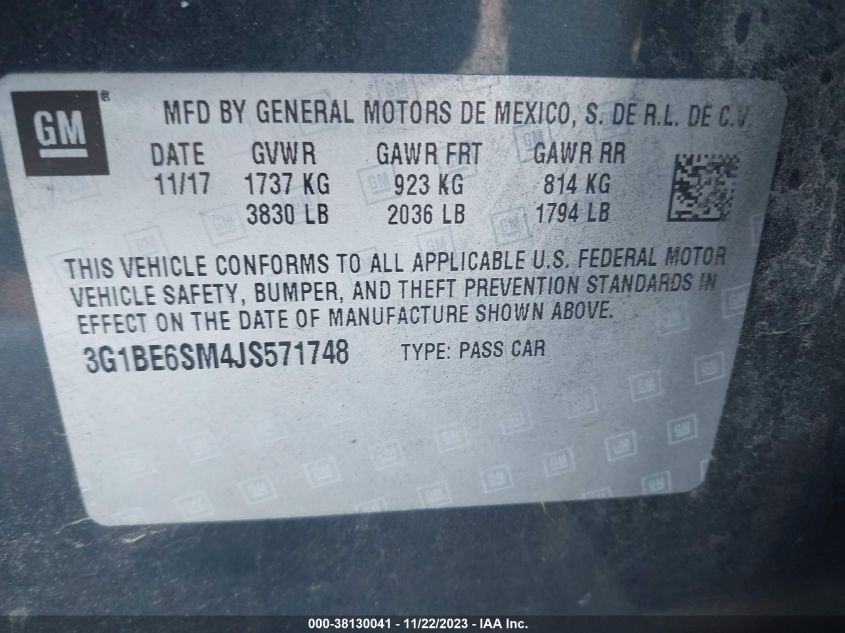 GM ®
MFD BY GENERAL MOTORS DE MEXICO, S. DE R.L. DE C.V.
DATE GVWR GAWR FRT GAWR RR
11/17 1737 KG 923 KG 814 KG
3830 LB 2036 LB 1794 LB
THIS VEHICLE CONFORMS TO ALL APPLICABLE U.S. FEDERAL MOTOR
VEHICLE SAFETY, BUMPER, AND THEFT PREVENTION STANDARDS IN
EFFECT ON THE DATE OF MANUFACTURE SHOWN ABOVE.
3G1BE6SM4JS571748 TYPE: PASS CAR
000-38130041 - 11/22/2023 - IAA Inc.